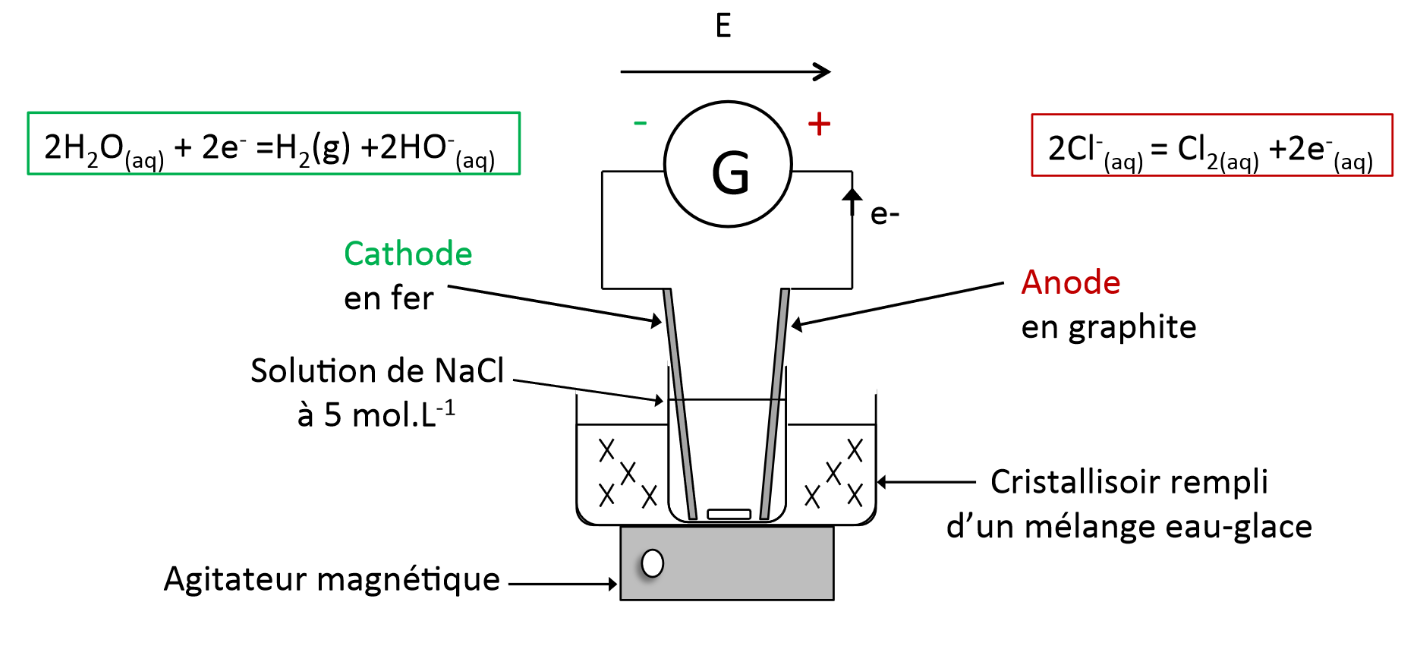 E
- +
G
2H₂O(aq) + 2e⁻ =H₂(g) +2HO⁻(aq)
2Cl⁻(aq) = Cl₂(aq) +2e⁻(aq)
e-
Cathode
en fer
Anode
en graphite
Solution de NaCl
à 5 mol.L⁻¹
Cristallisoir rempli
d’un mélange eau-glace
Agitateur magnétique